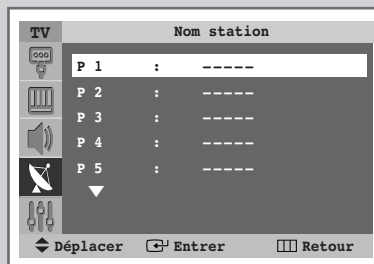 TV Nom station
P 1 : -----
P 2 : -----
P 3 : -----
P 4 : -----
P 5 : -----
Déplacer Entrer Retour